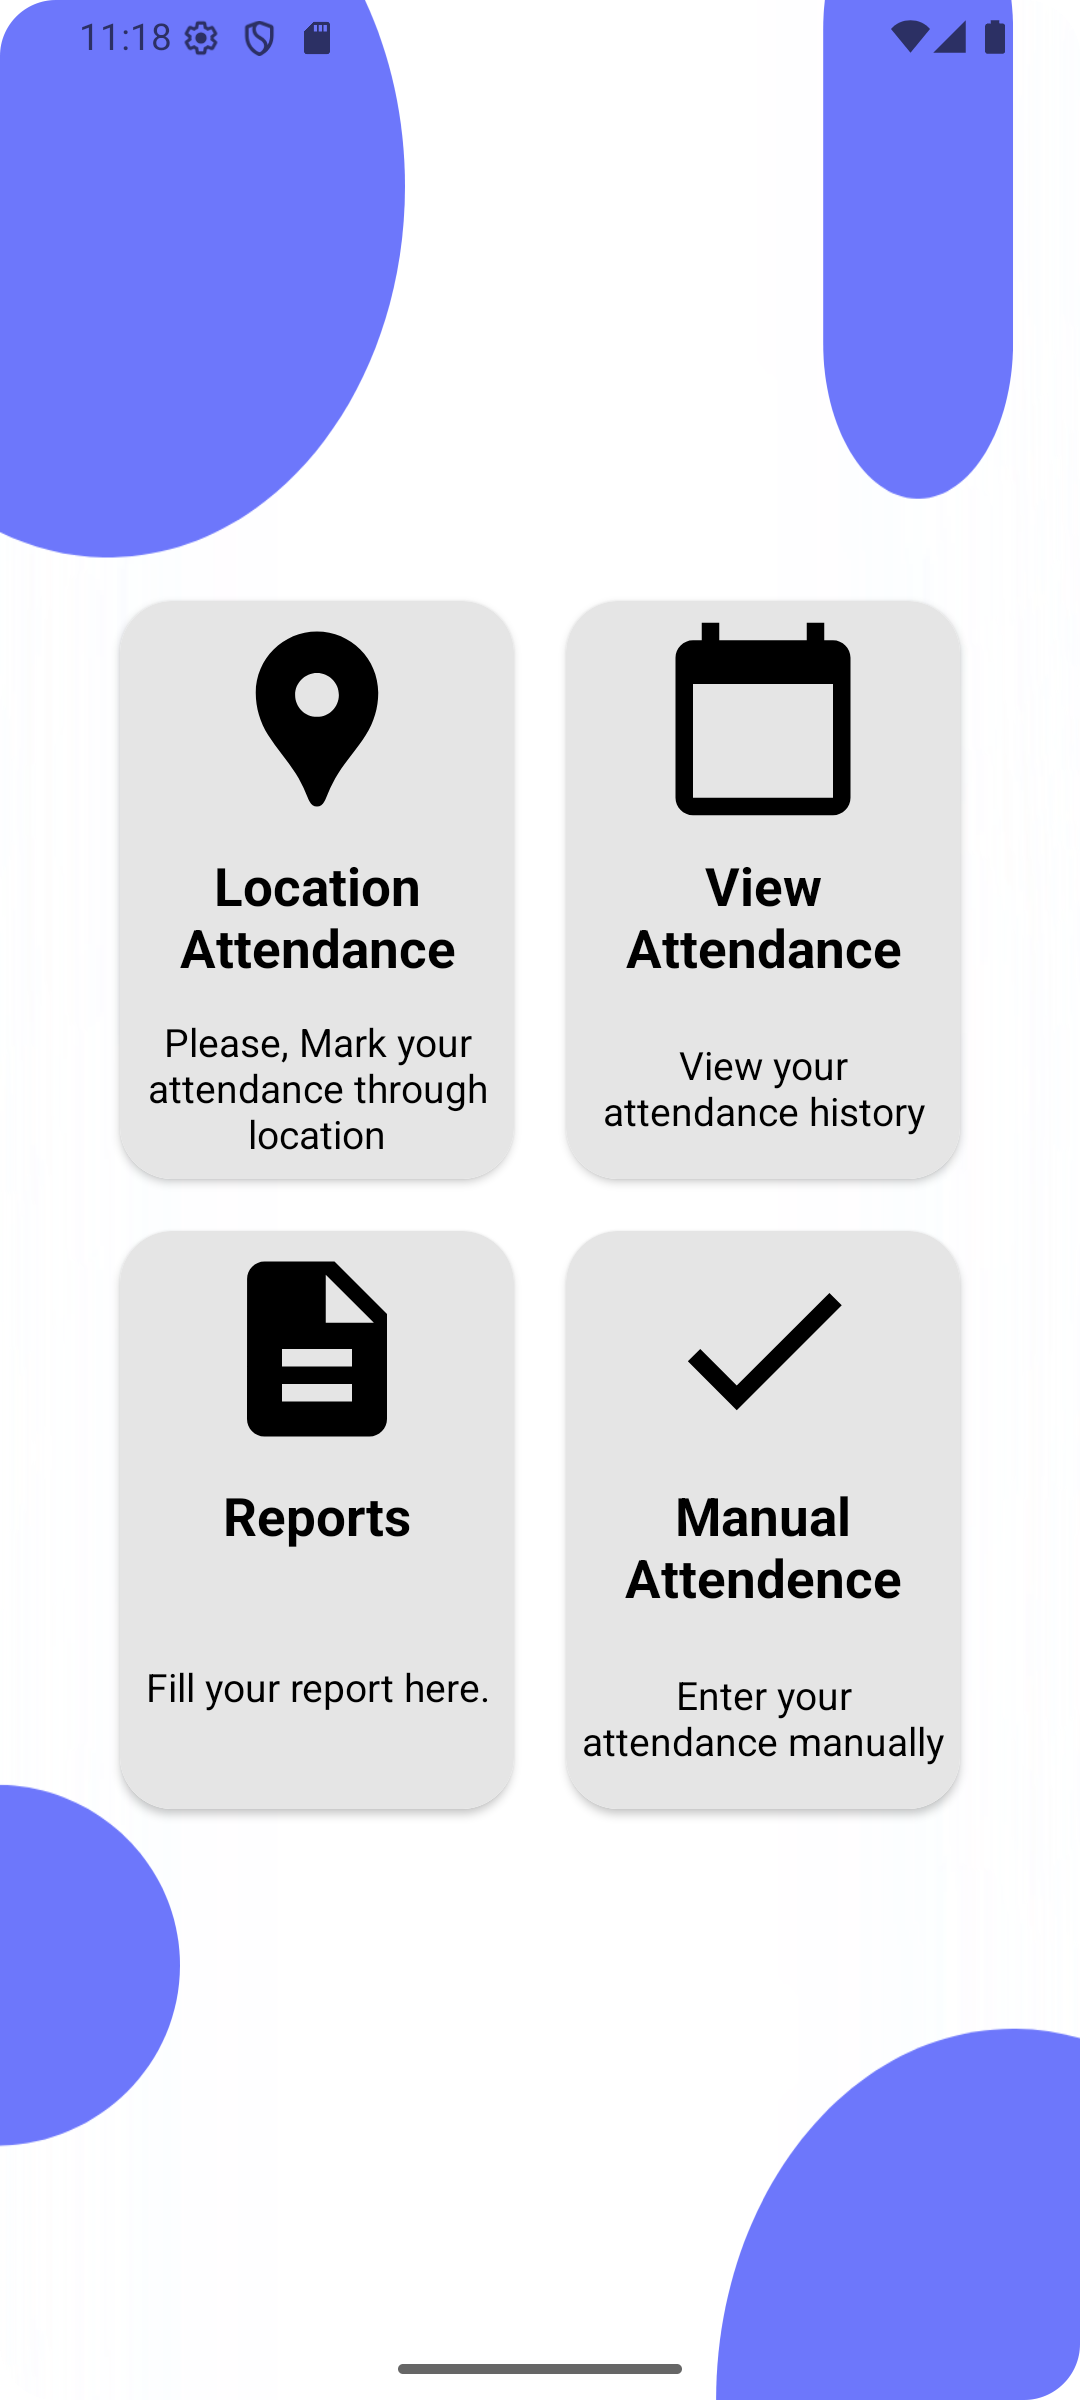 11:18
Location
Attendance
Please, Mark your
attendance through
location
View
Attendance
View your
attendance history
Reports
Fill your report here.
Manual
Attendence
Enter your
attendance manually